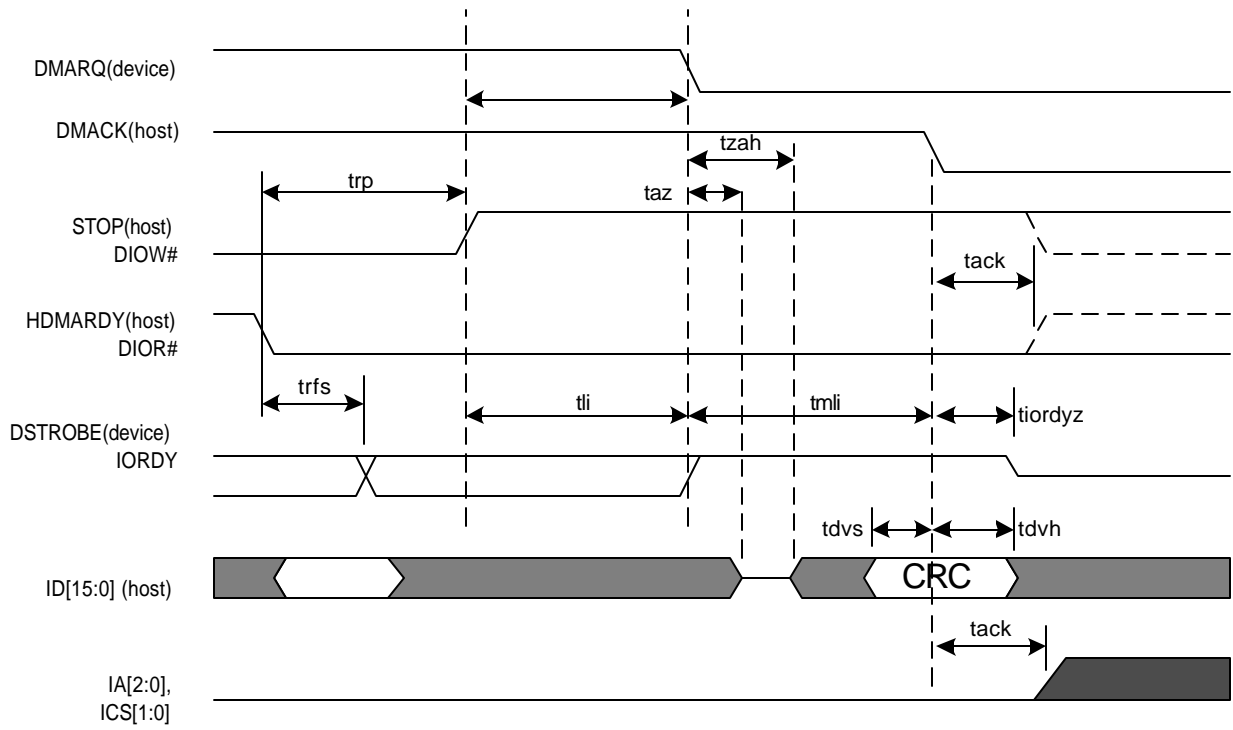 DMARQ(device)
DMACK(host)
tzah
trp
taz
STOP(host)
DIOW#
tack
HDMARDY(host)
DIOR#
trfs
tli
tmli
tiordyz
DSTROBE(device)
IORDY
tdvs
tdvh
CRC
ID[15:0] (host)
tack
IA[2:0],
ICS[1:0]